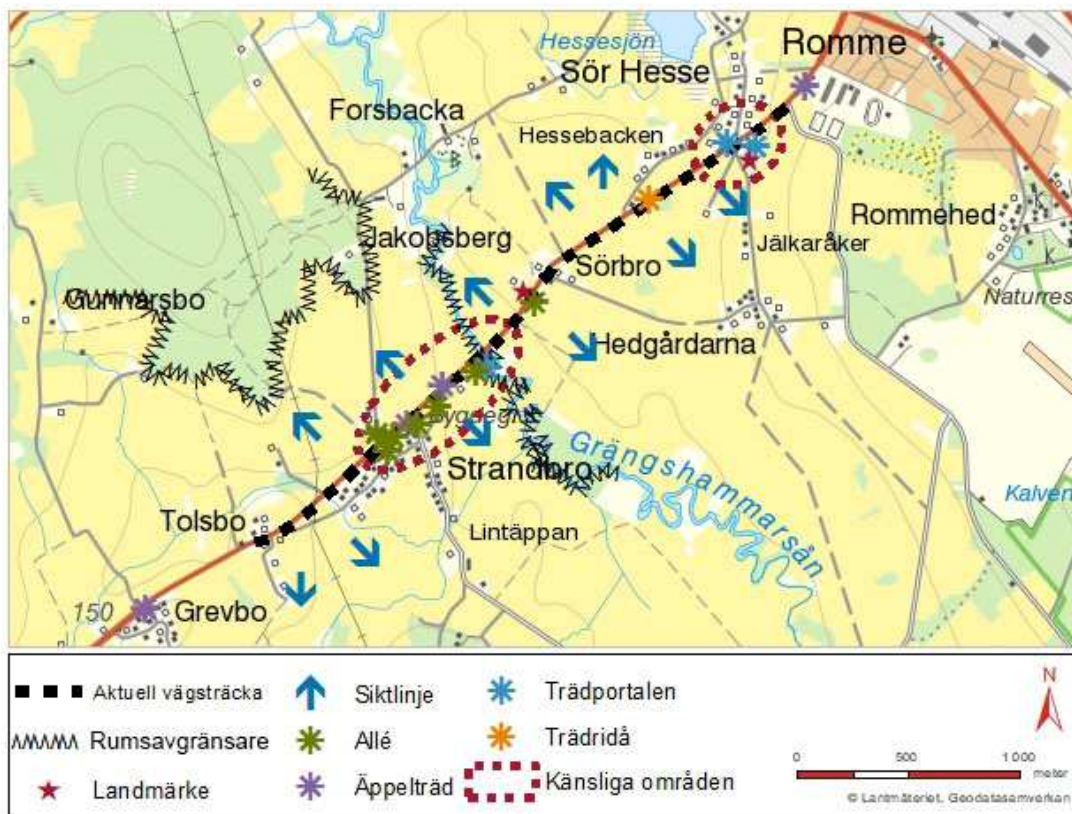 Hessesjön
Romme
Sör Hesse
Forsbacka
Hessebacken
Rommehed
Jakobsberg
Jälkaråker
Sörbro
Gunnarsbo
Naturres
Hedgårdarna
Strandbro
Grängshammarsån
Kalven
Tolsbo
Lintäppan
150
Grevbo
Aktuell vägsträcka
Siktlinje
Trädportalen
N
Rumsavgränsare
Allé
Trädridå
Landmärke
Äppelträd
Känsliga områden
0 500 1 000
meter
© Lantmäteriet, Geodatasamverkan